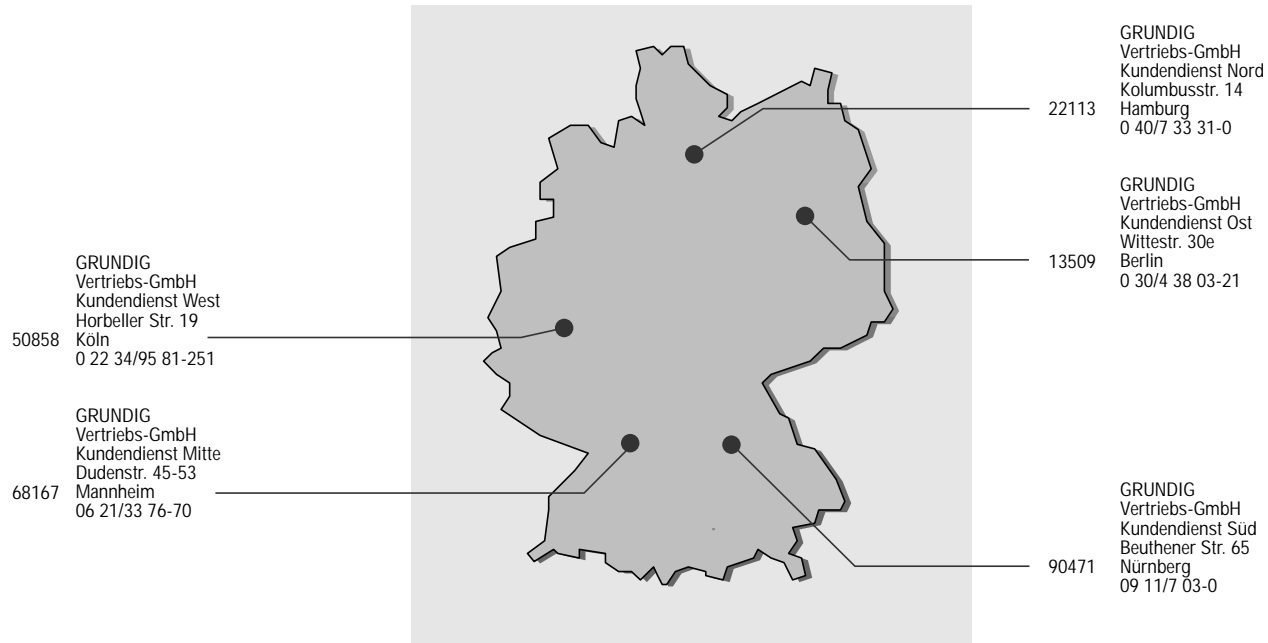 GRUNDIG
Vertriebs-GmbH
Kundendienst West
Horbeller Str. 19
50858 Köln
0 22 34/95 81-251
GRUNDIG
Vertriebs-GmbH
Kundendienst Mitte
Dudenstr. 45-53
68167 Mannheim
06 21/33 76-70
GRUNDIG
Vertriebs-GmbH
Kundendienst Nord
Kolumbusstr. 14
22113 Hamburg
0 40/7 33 31-0
GRUNDIG
Vertriebs-GmbH
Kundendienst Ost
Wittestr. 30e
13509 Berlin
0 30/4 38 03-21
GRUNDIG
Vertriebs-GmbH
Kundendienst Süd
Beuthener Str. 65
90471 Nürnberg
09 11/7 03-0